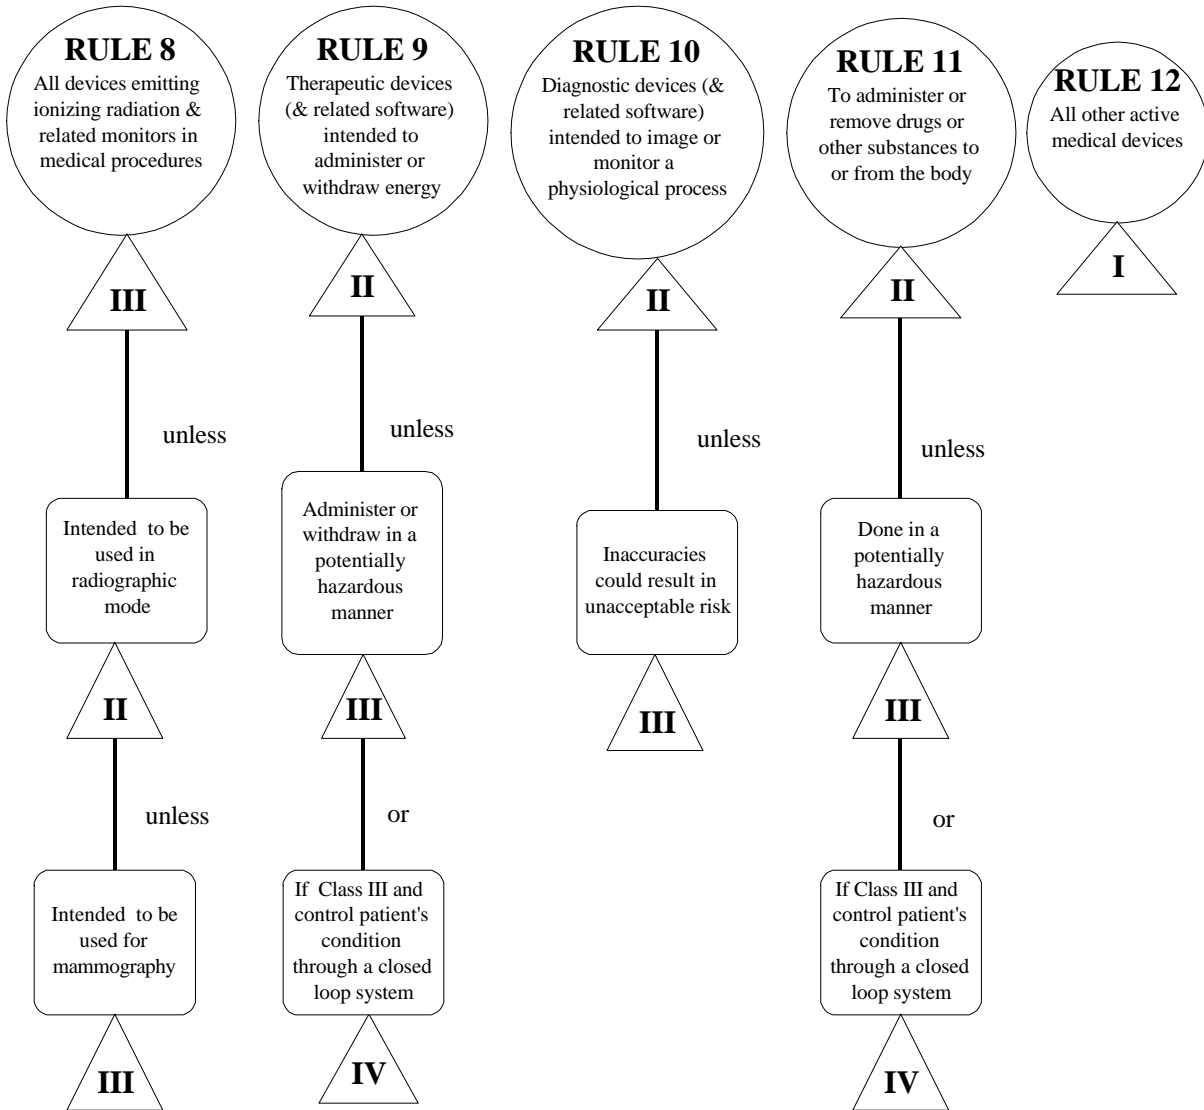 RULE 8
All devices emitting
ionizing radiation &
related monitors in
medical procedures
III
unless
Intended to be
used in
radiographic
mode
II
unless
Intended to be
used for
mammography
III
RULE 9
Therapeutic devices
(& related software)
intended to
administer or
withdraw energy
II
unless
Administer or
withdraw in a
potentially
hazardous
manner
III
or
If Class III and
control patient's
condition
through a closed
loop system
IV
RULE 10
Diagnostic devices (&
related software)
intended to image or
monitor a
physiological process
II
unless
Inaccuracies
could result in
unacceptable risk
III
RULE 11
To administer or
remove drugs or
other substances to
or from the body
II
unless
Done in a
potentially
hazardous
manner
III
or
If Class III and
control patient's
condition
through a closed
loop system
IV
RULE 12
All other active
medical devices
I